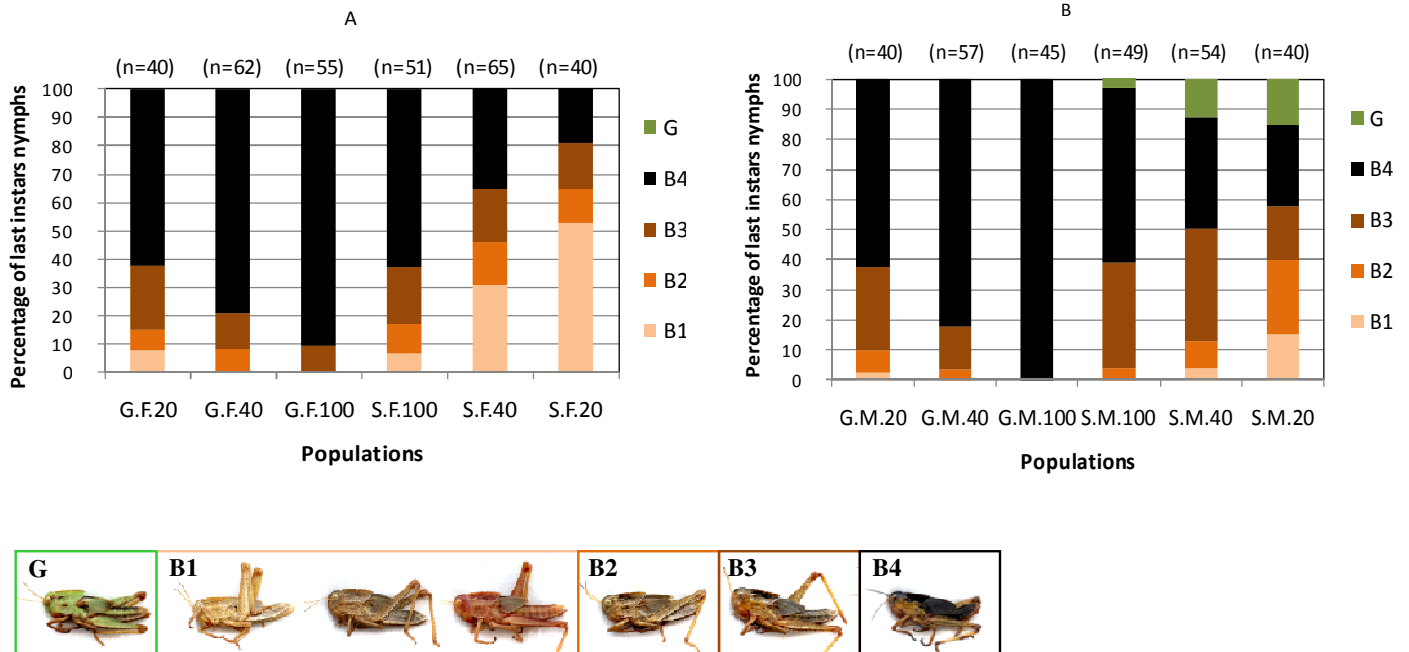 A
(n=40) (n=62) (n=55) (n=51) (n=65) (n=40)
Percentage of last instars nymphs
100
90
80
70
60
50
40
30
20
10
0
G.F.20 G.F.40 G.F.100 S.F.100 S.F.40 S.F.20
Populations
G
B4
B3
B2
B1
B
(n=40) (n=57) (n=45) (n=49) (n=54) (n=40)
Percentage of last instars nymphs
100
90
80
70
60
50
40
30
20
10
0
G.M.20 G.M.40 G.M.100 S.M.100 S.M.40 S.M.20
Populations
G
B4
B3
B2
B1
G B1 B2 B3 B4